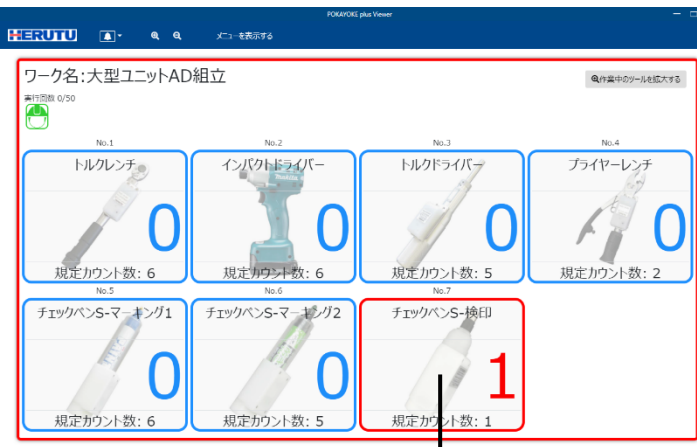 POKAYOKE plus Viewer
HERUTU メニューを表示する
ワーク名:大型ユニットAD組立
作業中のツールを拡大する
実行回数 0/50
No.1 No.2 No.3 No.4
トルクレンチ インパクトドライバー トルクドライバー プライヤーレンチ
0 0 0 0
規定カウント数: 6 規定カウント数: 6 規定カウント数: 5 規定カウント数: 2
No.5 No.6 No.7
チェックペンS-マーキング1 チェックペンS-マーキング2 チェックペンS-検印
0 0 1
規定カウント数: 6 規定カウント数: 5 規定カウント数: 1